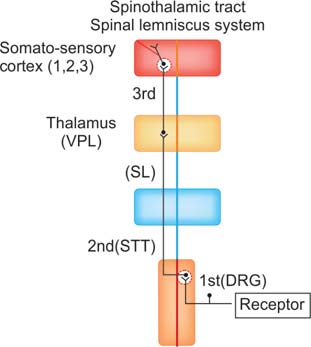 Spinothalamic tract
Spinal lemniscus system
Somato-sensory
cortex (1,2,3)
3rd
Thalamus
(VPL)
(SL)
2nd(STT)
1st(DRG)
Receptor